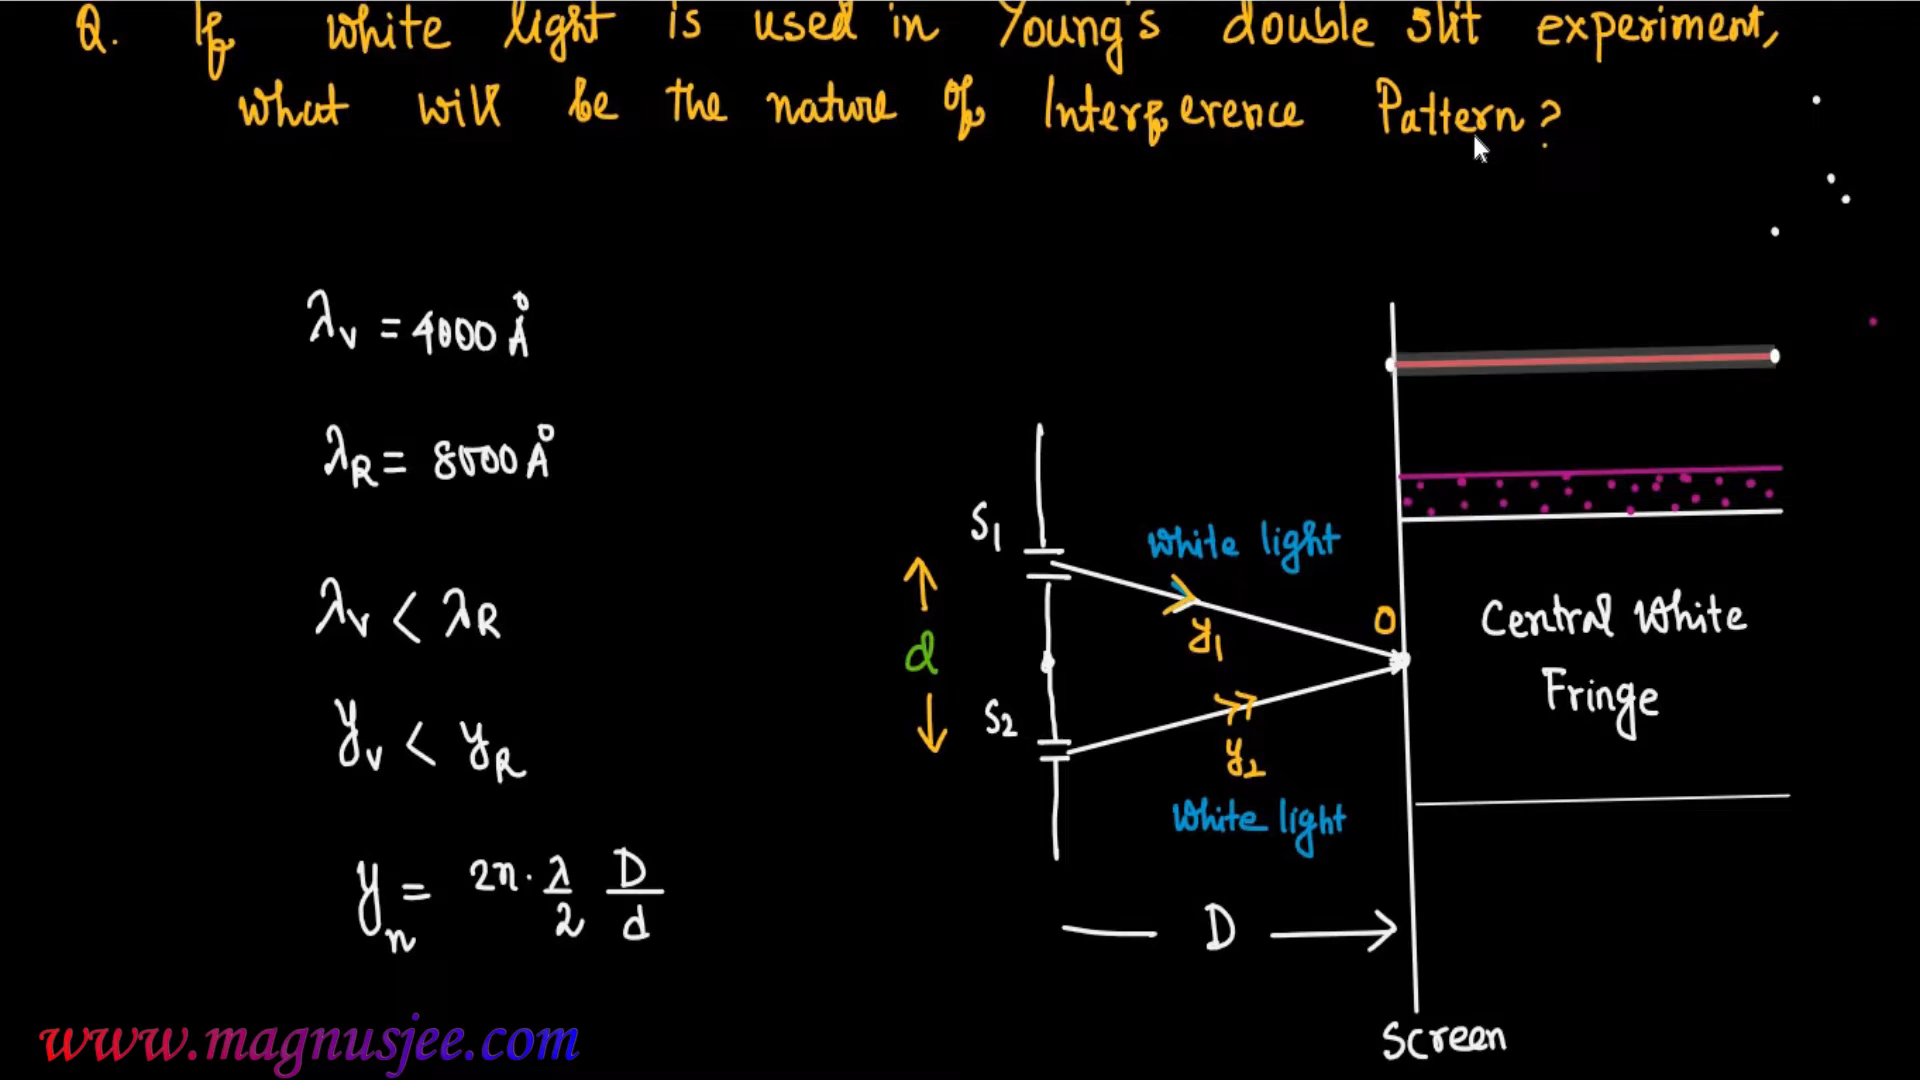 Q. If white light is used in Young's double slit experiment,
what will be the nature of Interference Pattern?
λV = 4000 Å
λR = 8000 Å
λV < λR
yV < yR
yn = 2n · λ/2 D/d
S1
S2
d
white light
y1
O
y2
white light
D
Central White
Fringe
Screen
www.magnusjee.com